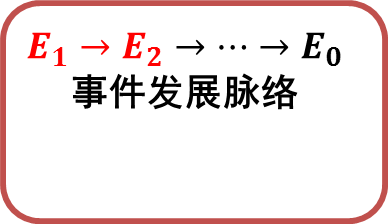 E₁ → E₂ → ⋯ → E₀
事件发展脉络